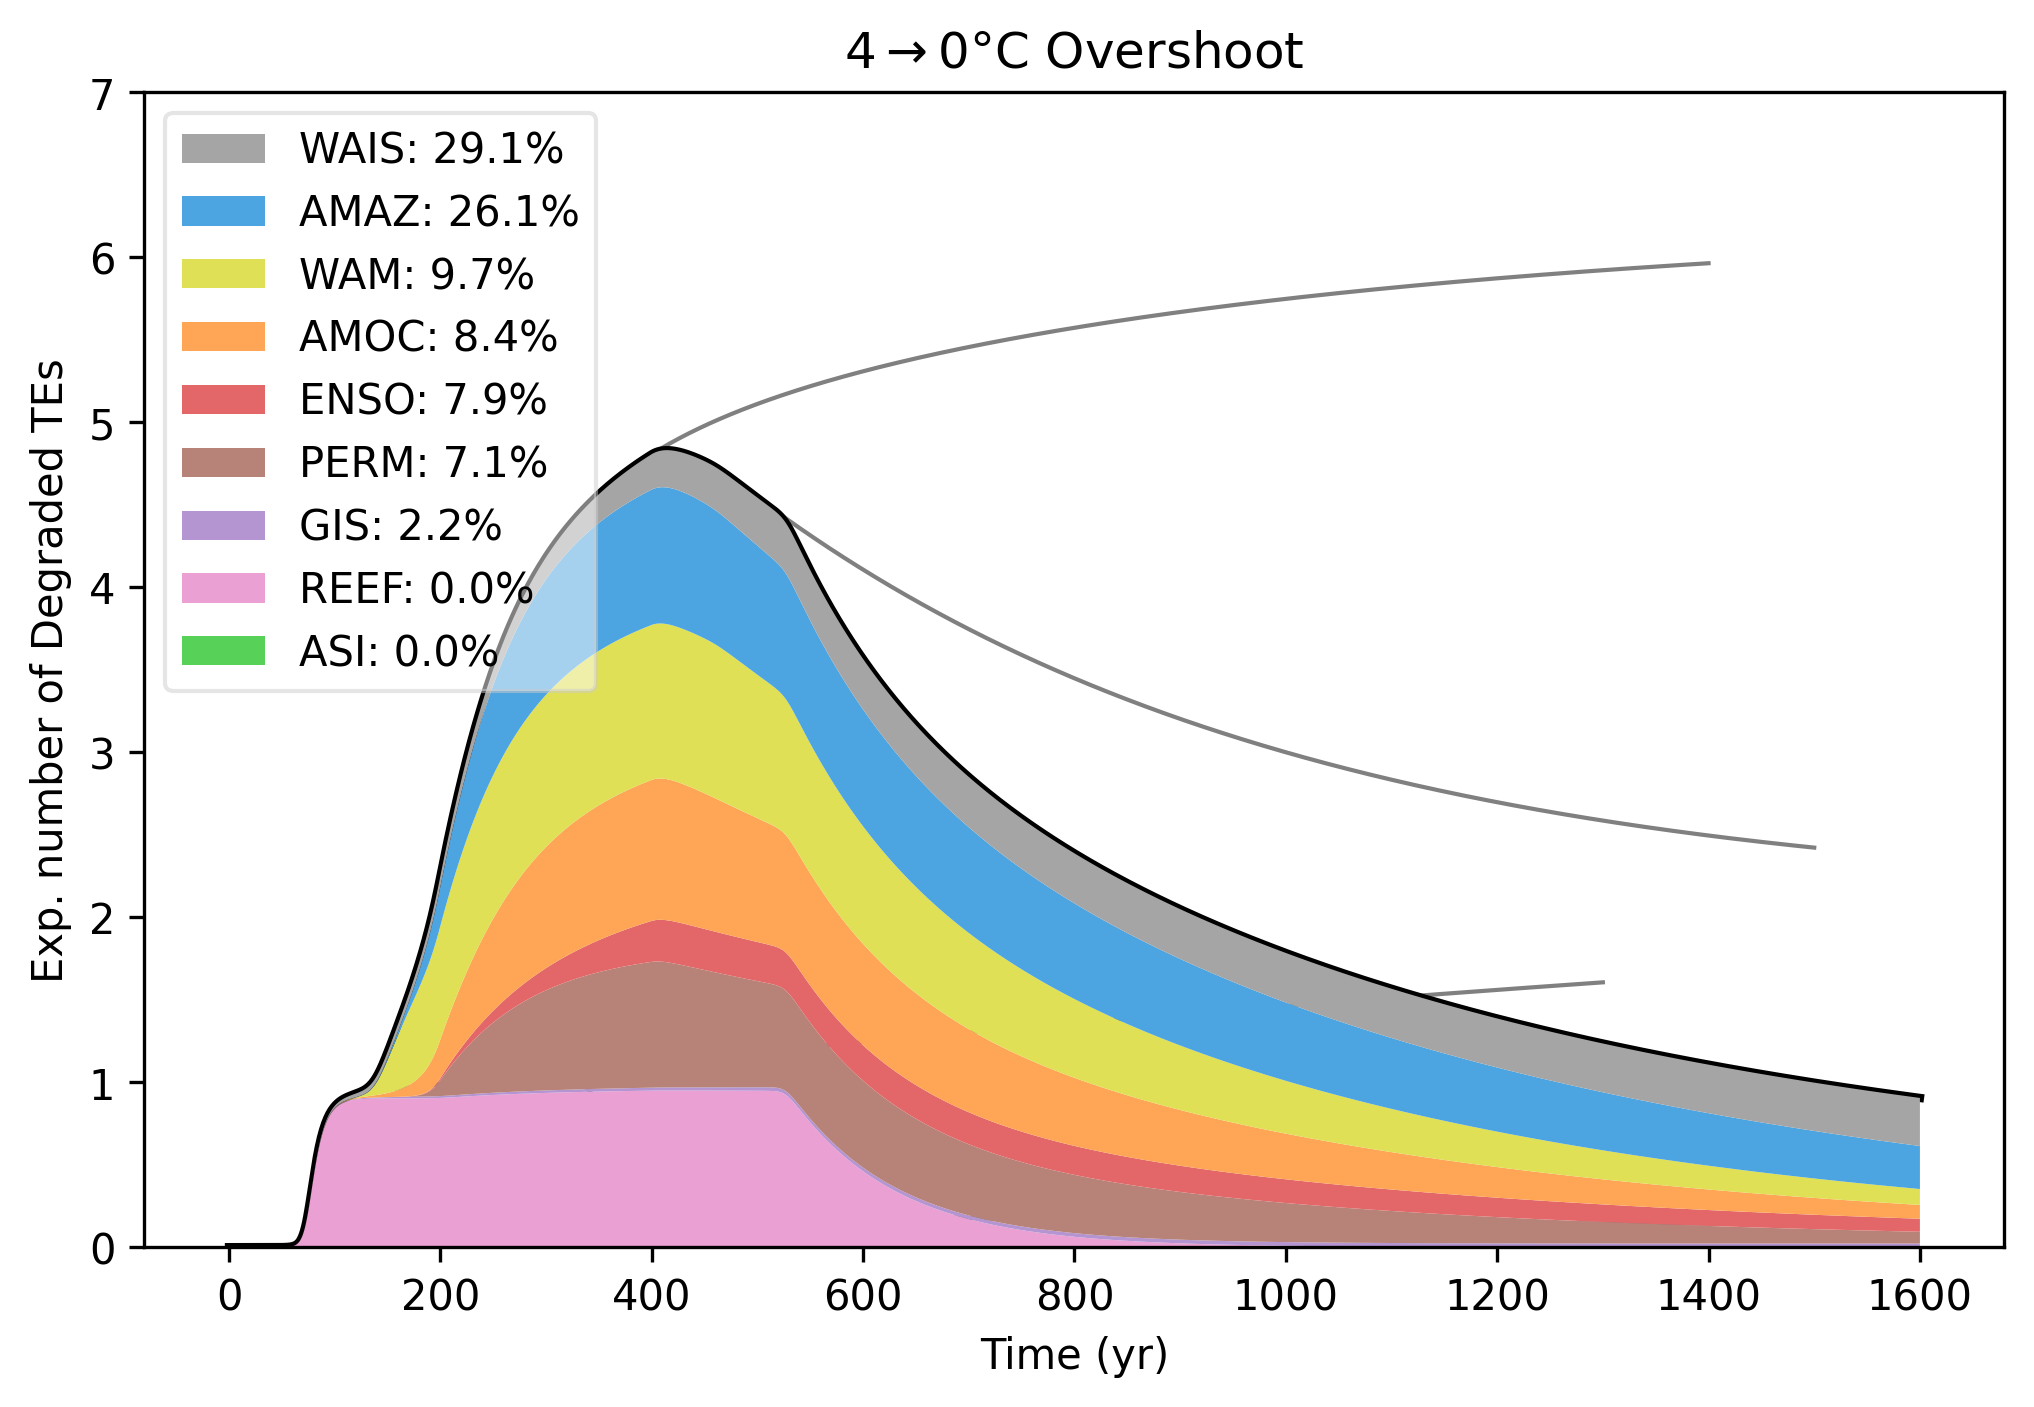 4→0°C Overshoot
Exp. number of Degraded TEs
7
6
5
4
3
2
1
0
WAIS: 29.1%
AMAZ: 26.1%
WAM: 9.7%
AMOC: 8.4%
ENSO: 7.9%
PERM: 7.1%
GIS: 2.2%
REEF: 0.0%
ASI: 0.0%
0 200 400 600 800 1000 1200 1400 1600
Time (yr)